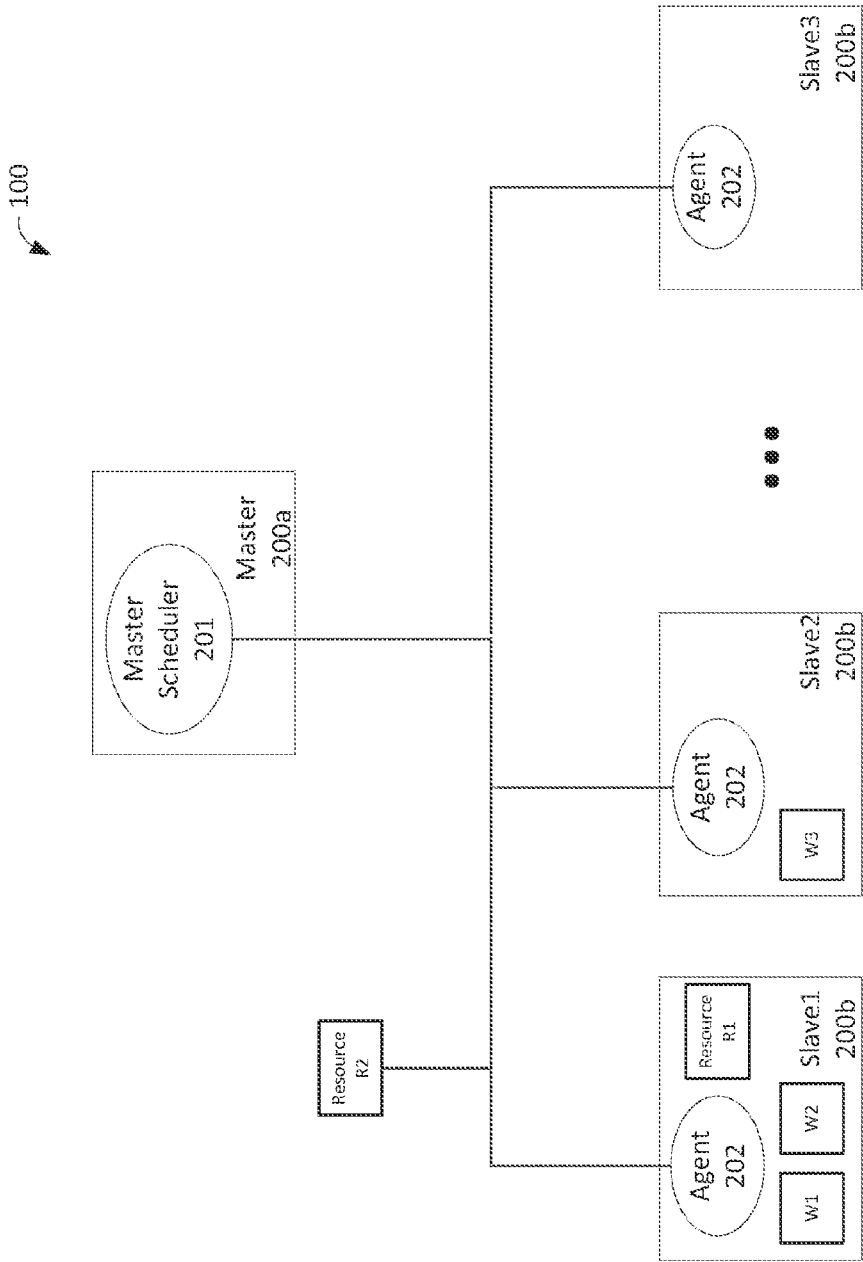 100
Master
Scheduler
201
Master
200a
Resource
R2
Agent
202
Resource
R1
W1
W2
Slave1
200b
Agent
202
W3
Slave2
200b
Agent
202
Slave3
200b